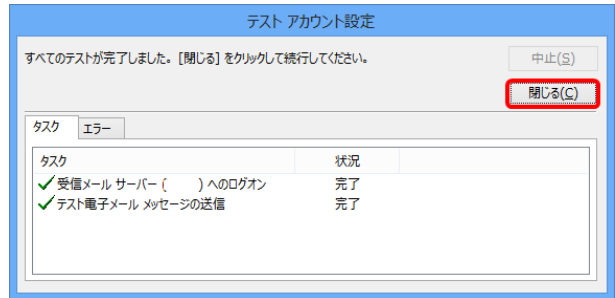 テスト アカウント設定
すべてのテストが完了しました。[閉じる] をクリックして続行してください。
中止(S)
閉じる(C)
タスク
エラー
タスク 状況
受信メール サーバー ( ) へのログオン 完了
テスト電子メール メッセージの送信 完了